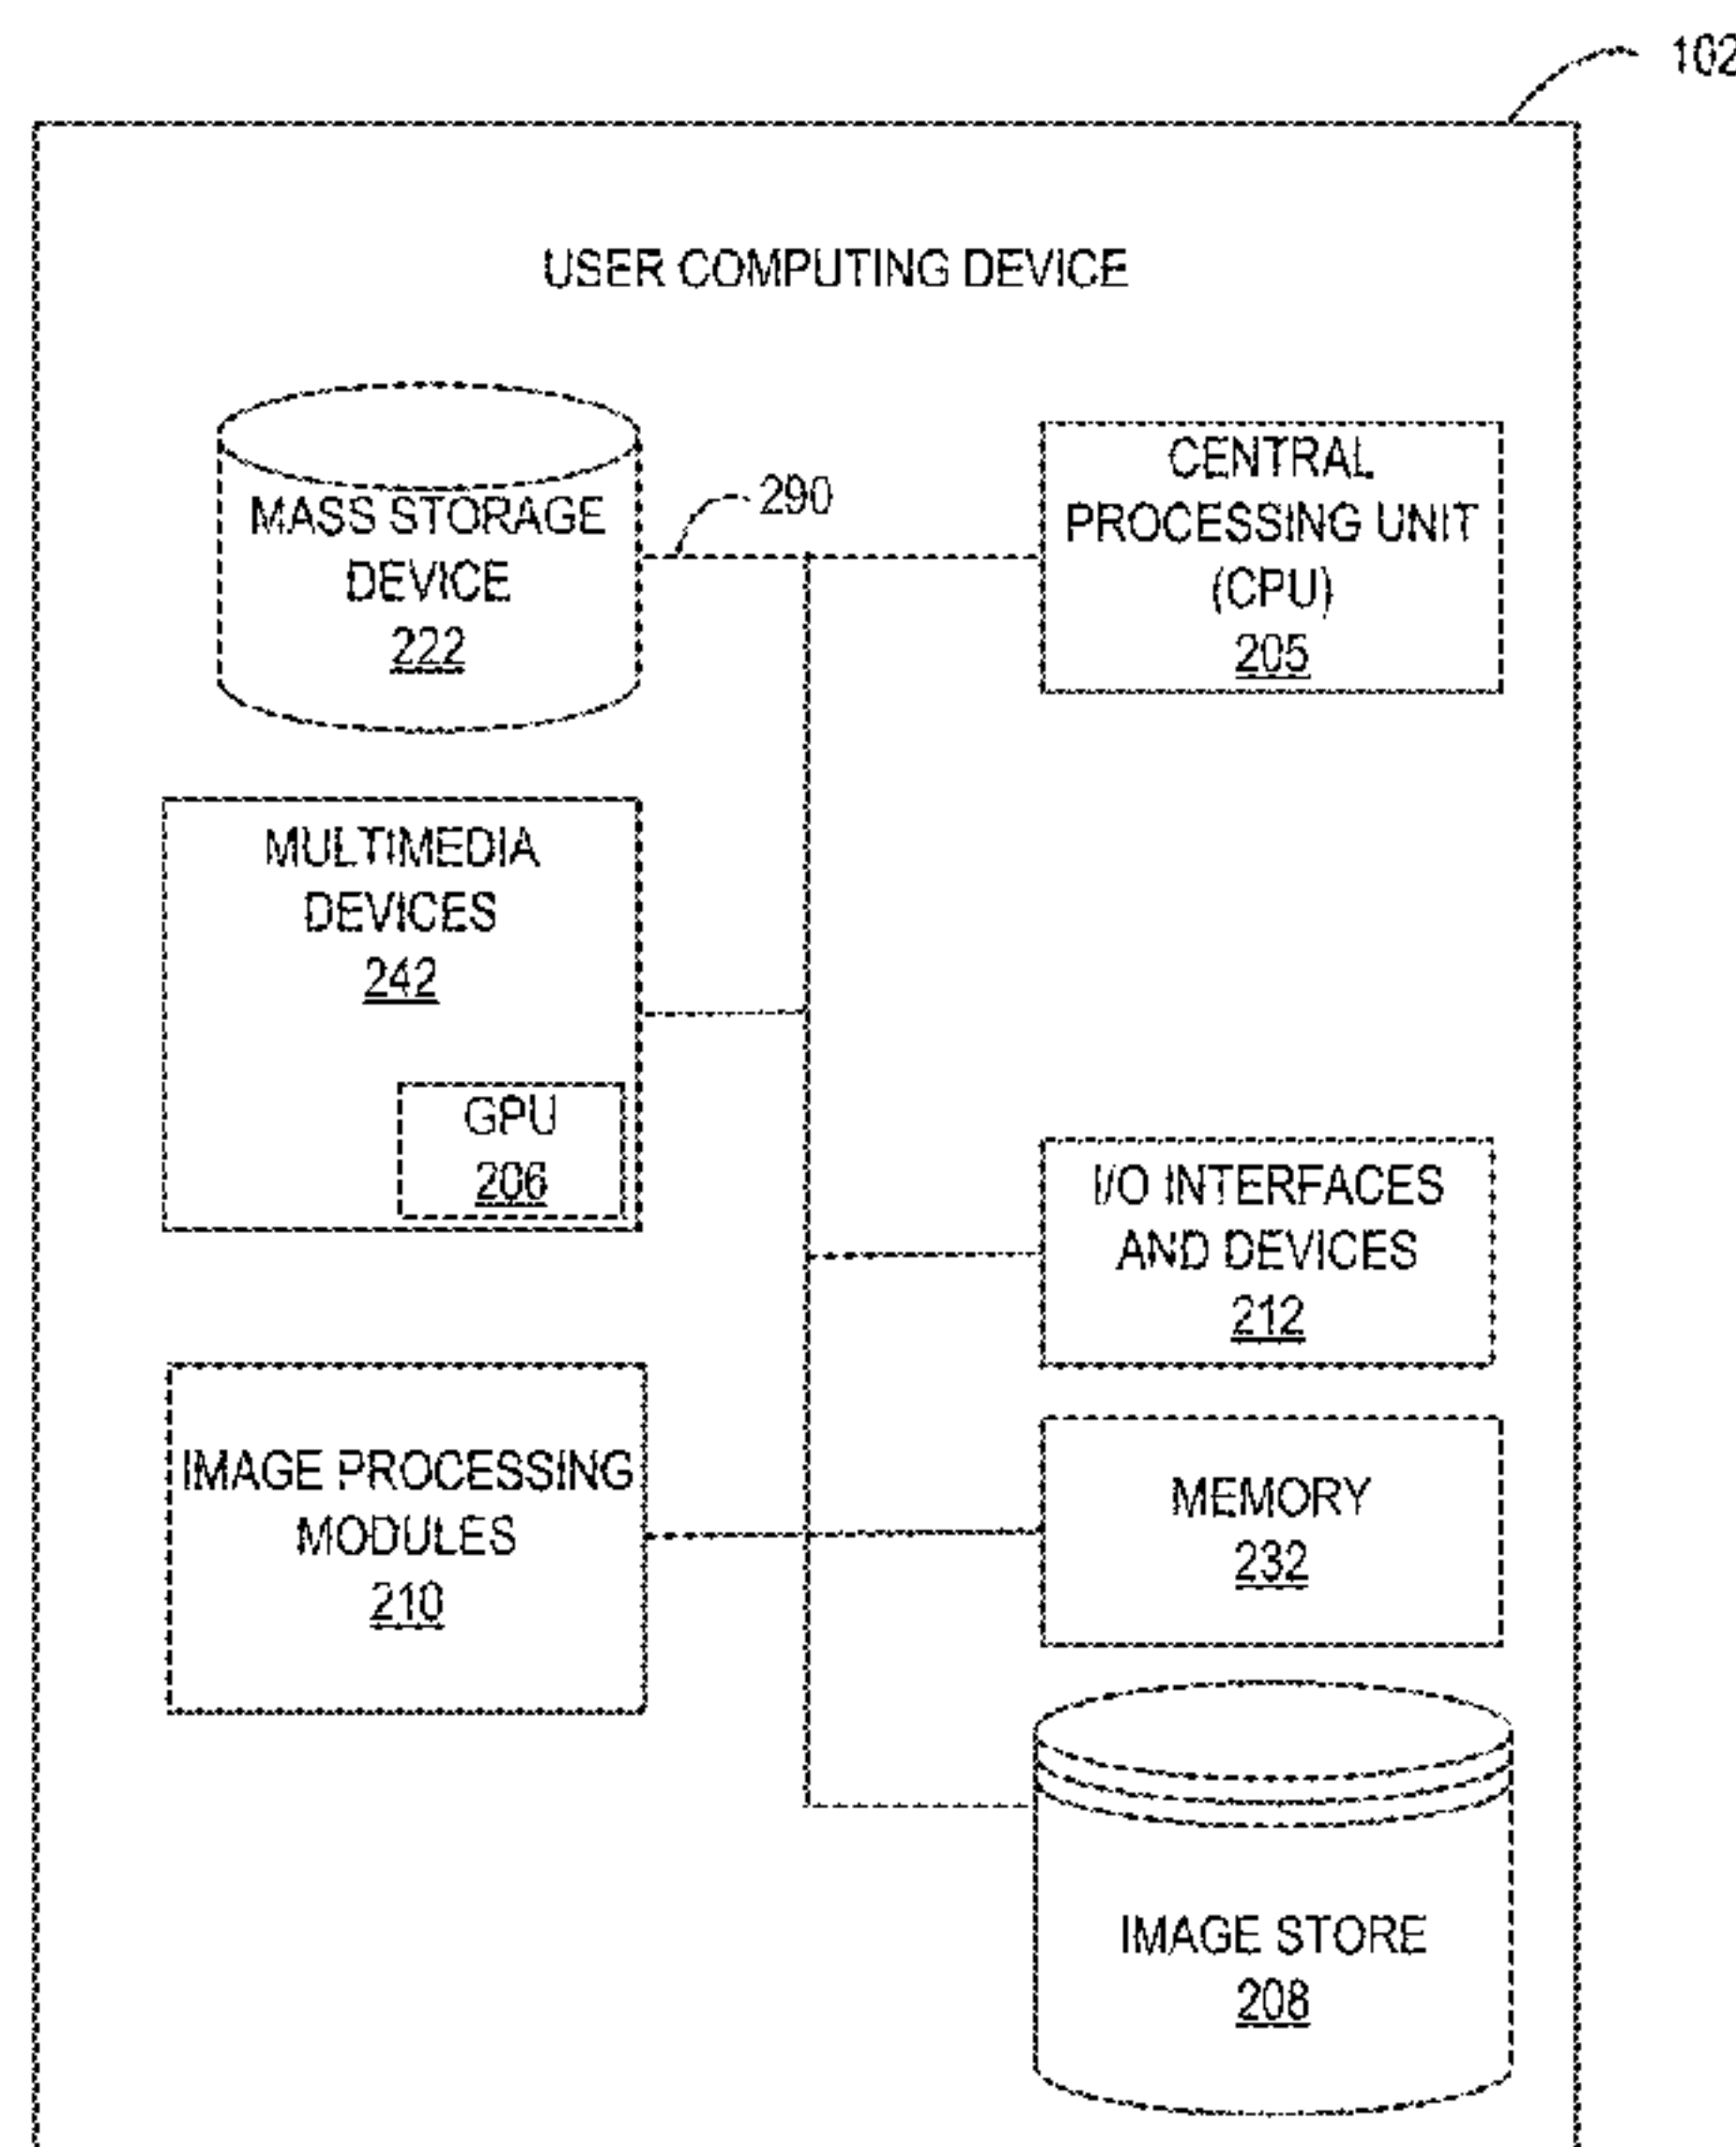 102
USER COMPUTING DEVICE
MASS STORAGE
DEVICE
222
290
CENTRAL
PROCESSING UNIT
(CPU)
205
MULTIMEDIA
DEVICES
242
GPU
206
I/O INTERFACES
AND DEVICES
212
IMAGE PROCESSING
MODULES
210
MEMORY
232
IMAGE STORE
208